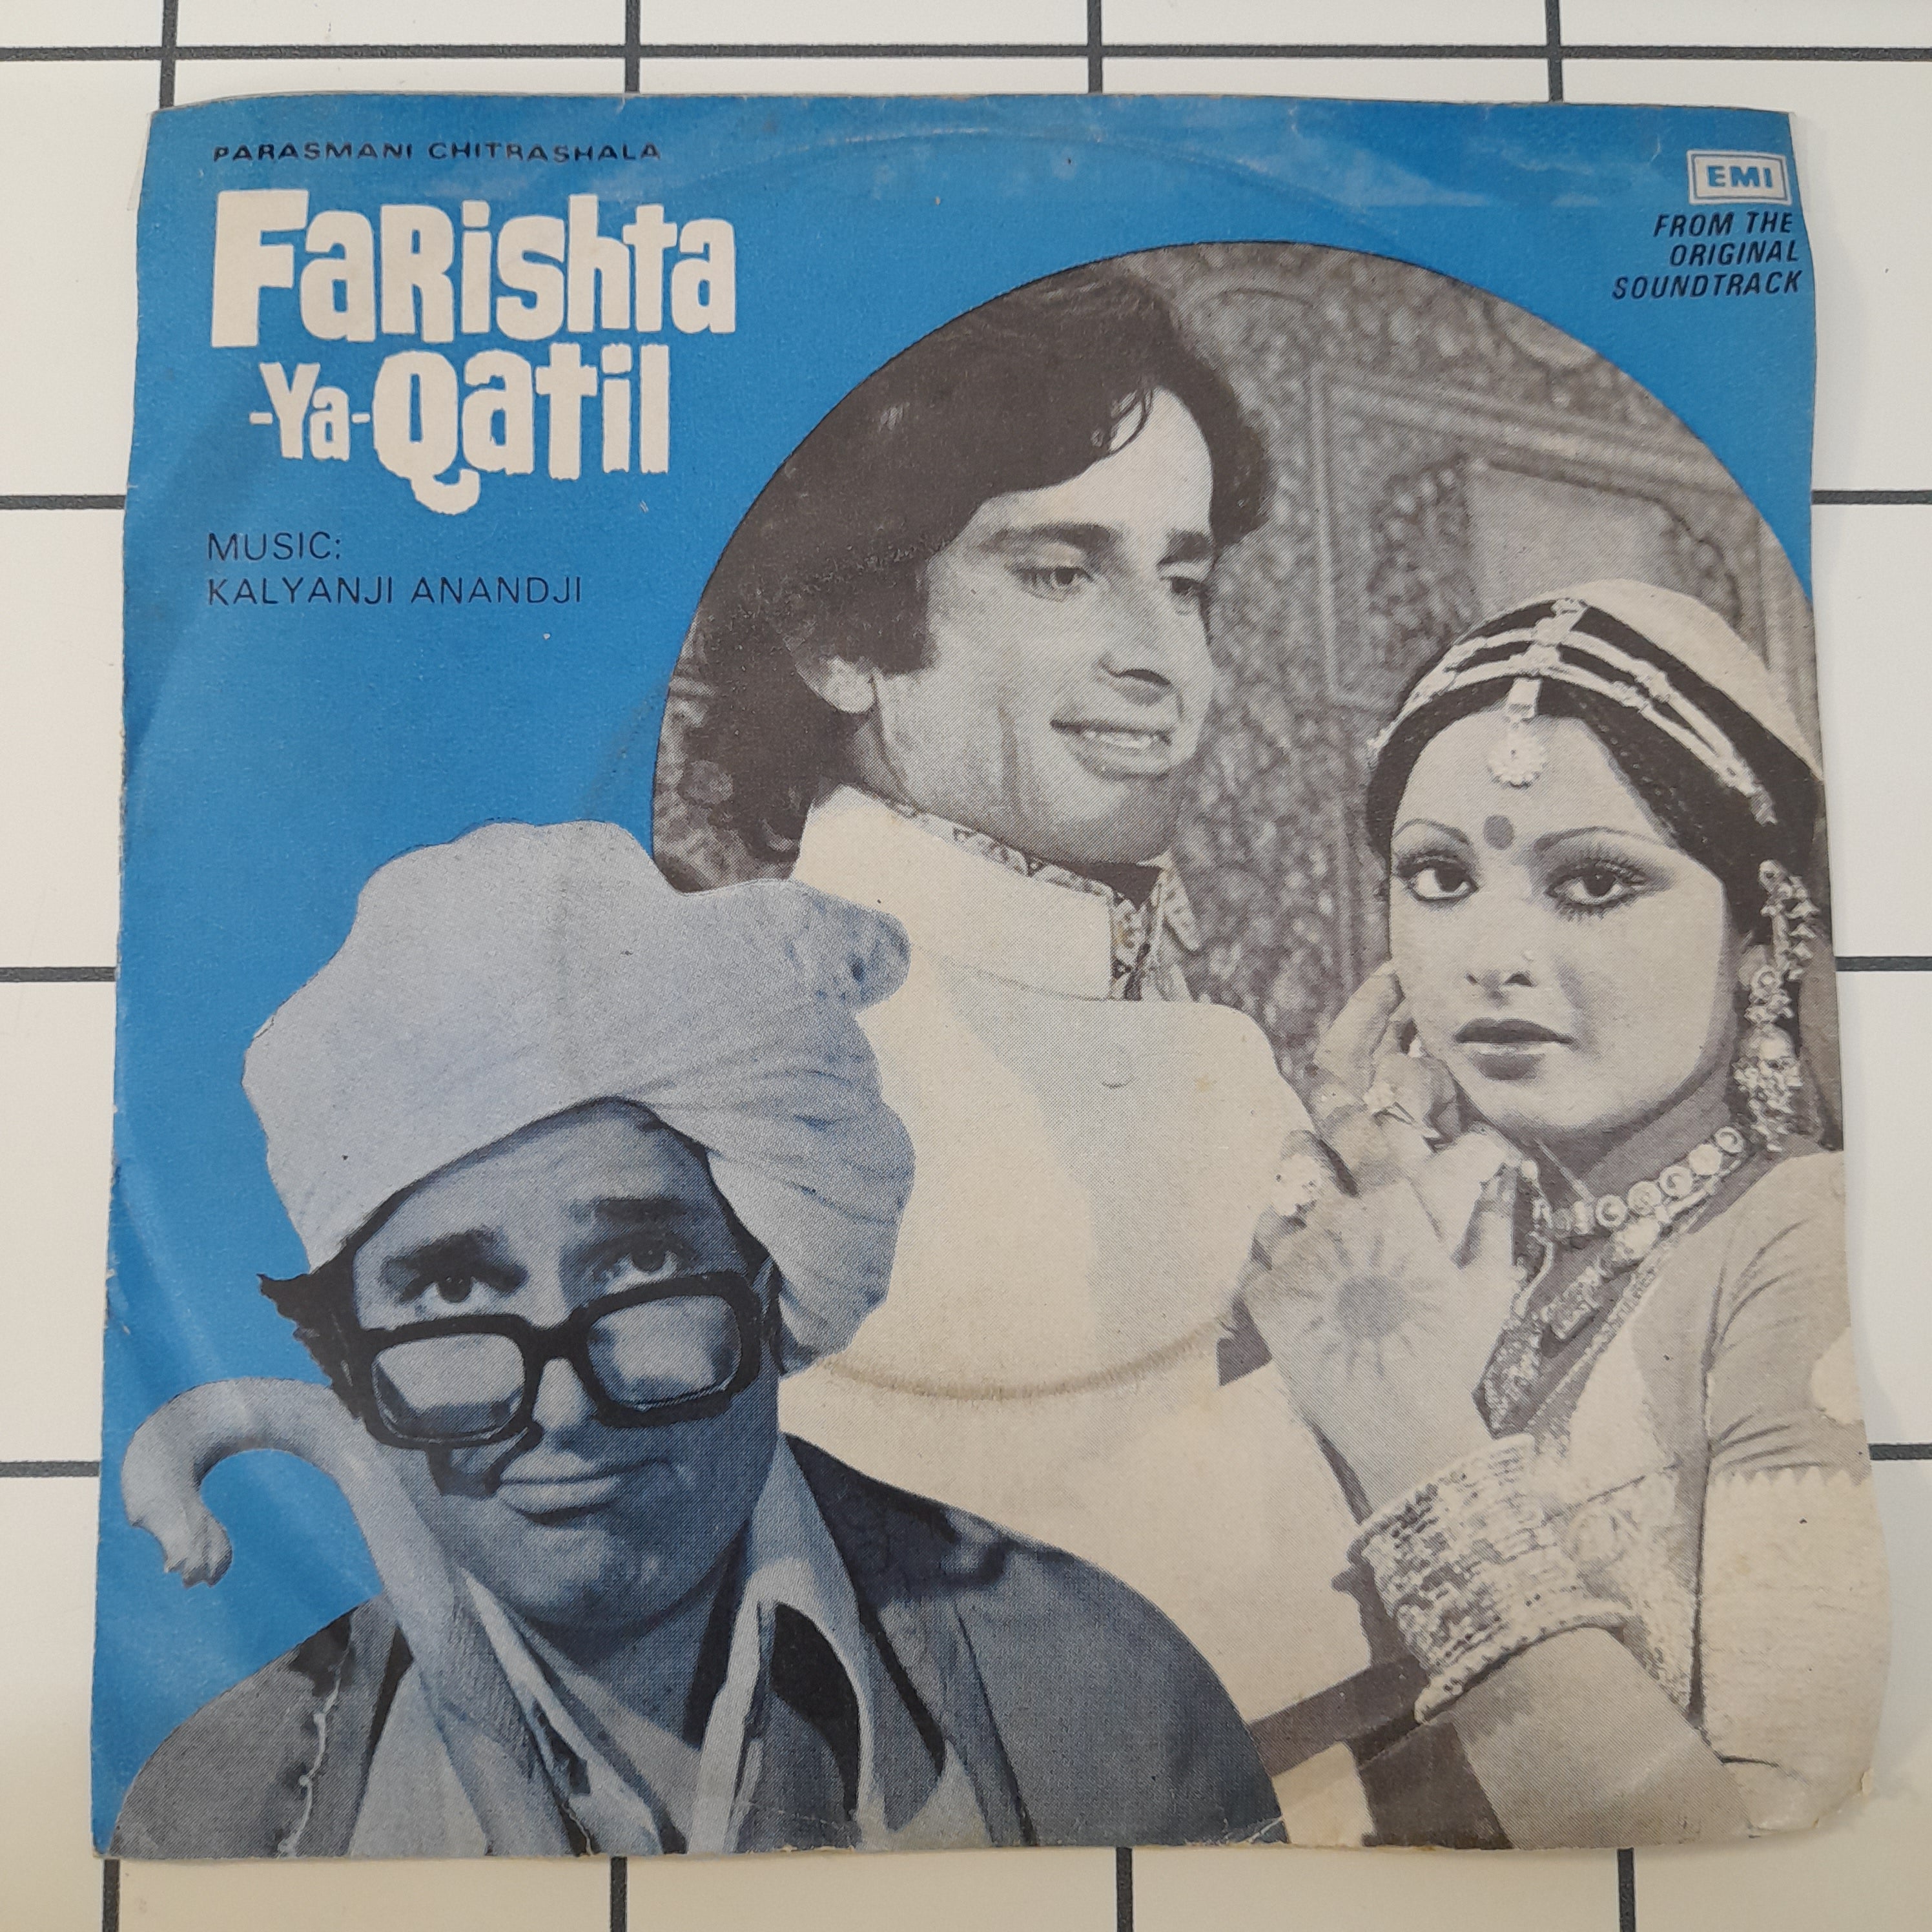 PARASMANI CHITRASHALA
FaRishta
-Ya-Qatil
MUSIC:
KALYANJI ANANDJI
EMI
FROM THE
ORIGINAL
SOUNDTRACK